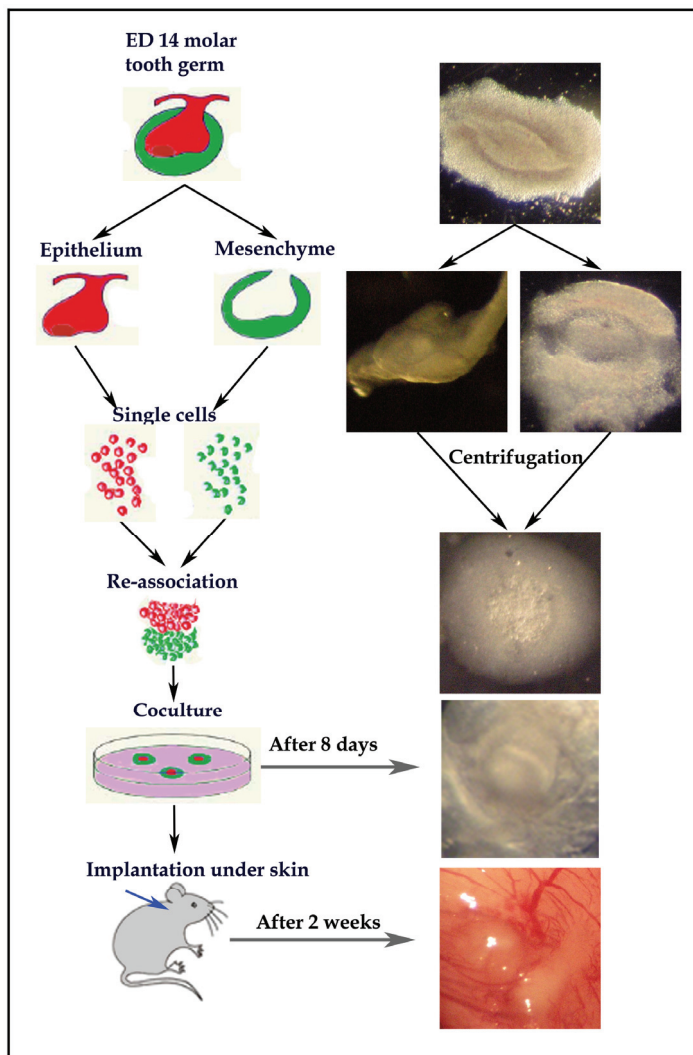 ED 14 molar
tooth germ
Epithelium
Mesenchyme
Single cells
Centrifugation
Re-association
Coculture
After 8 days
Implantation under skin
After 2 weeks